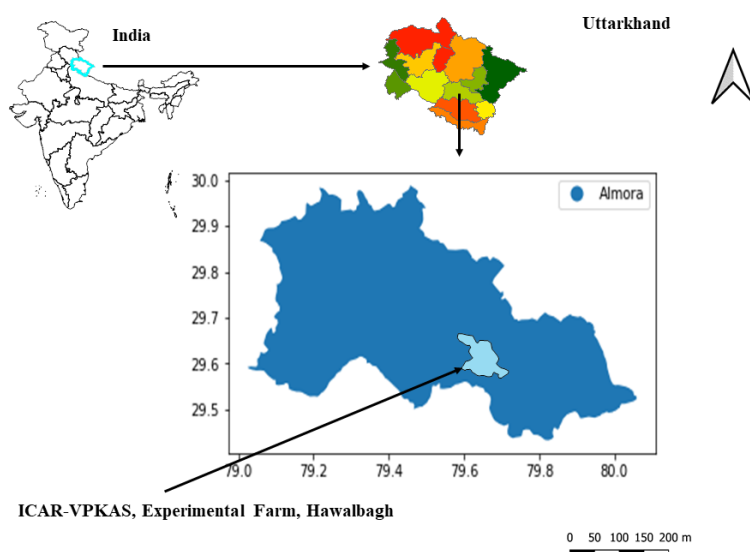 India
Uttarkhand
Almora
30.0
29.9
29.8
29.7
29.6
29.5
79.0 79.2 79.4 79.6 79.8 80.0
ICAR-VPKAS, Experimental Farm, Hawalbagh
0 50 100 150 200 m